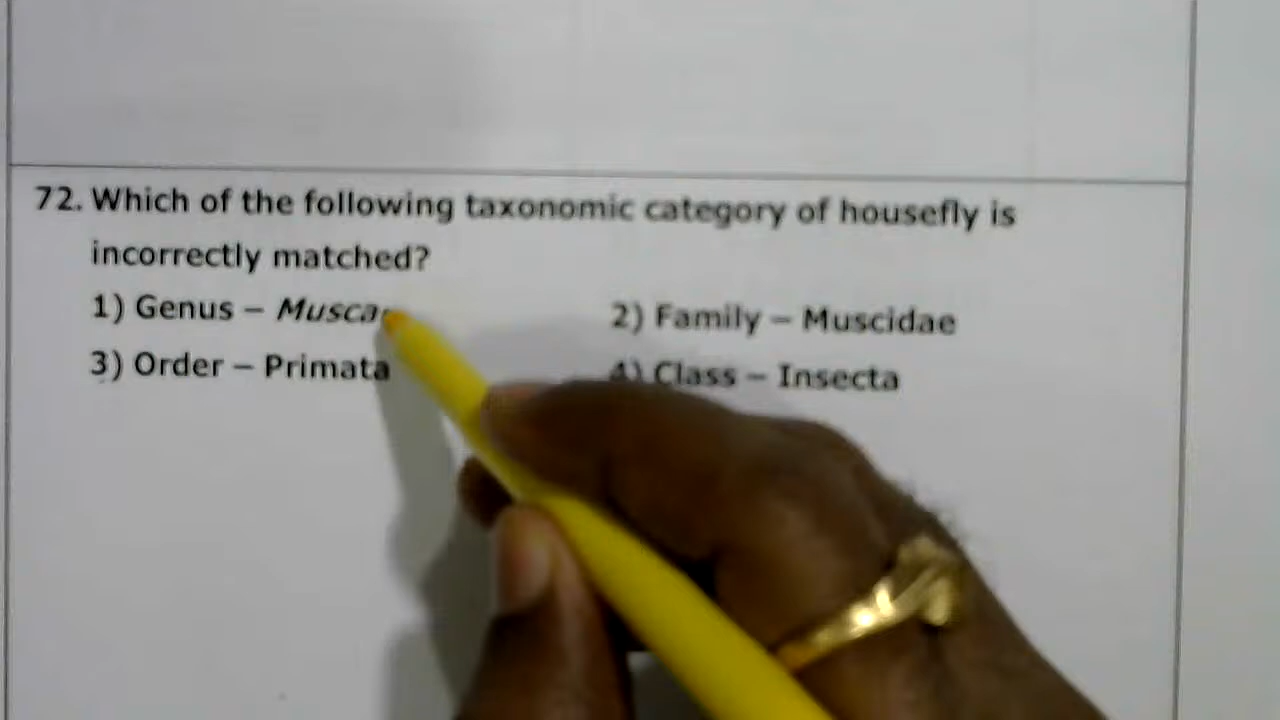 72. Which of the following taxonomic category of housefly is
incorrectly matched?
1) Genus – Musca
2) Family – Muscidae
3) Order – Primata
4) Class – Insecta